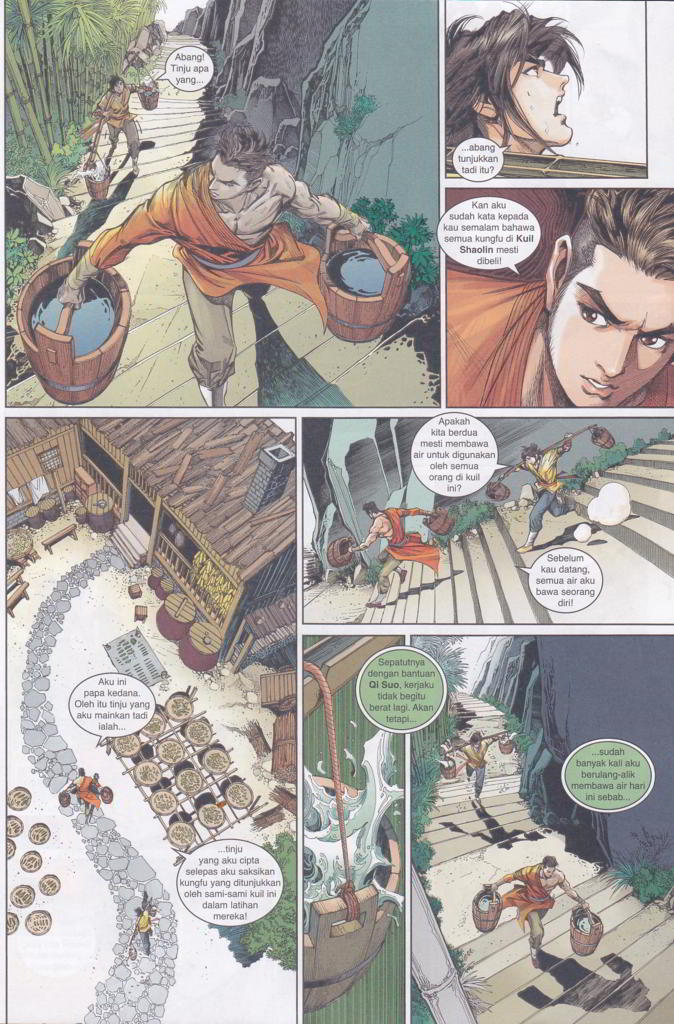 Abang!
Tinju apa
yang...
...abang
tunjukkan
tadi itu?
Kan aku
sudah kata kepada
kau semalam bahawa
semua kungfu di Kuil
Shaolin mesti
dibeli!
Aku ini
papa kedana.
Oleh itu tinju yang
aku mainkan tadi
ialah...
...tinju
yang aku cipta
selepas aku saksikan
kungfu yang ditunjukkan
oleh sami-sami kuil ini
dalam latihan
mereka!
Apakah
kita berdua
mesti membawa
air untuk digunakan
oleh semua
orang di kuil
ini?
Sebelum
kau datang,
semua air aku
bawa seorang
diri!
Sepatutnya
dengan bantuan
Qi Suo, kerjaku
tidak begitu
berat lagi. Akan
tetapi...
...sudah
banyak kali aku
berulang-alik
membawa air hari
ini sebab...